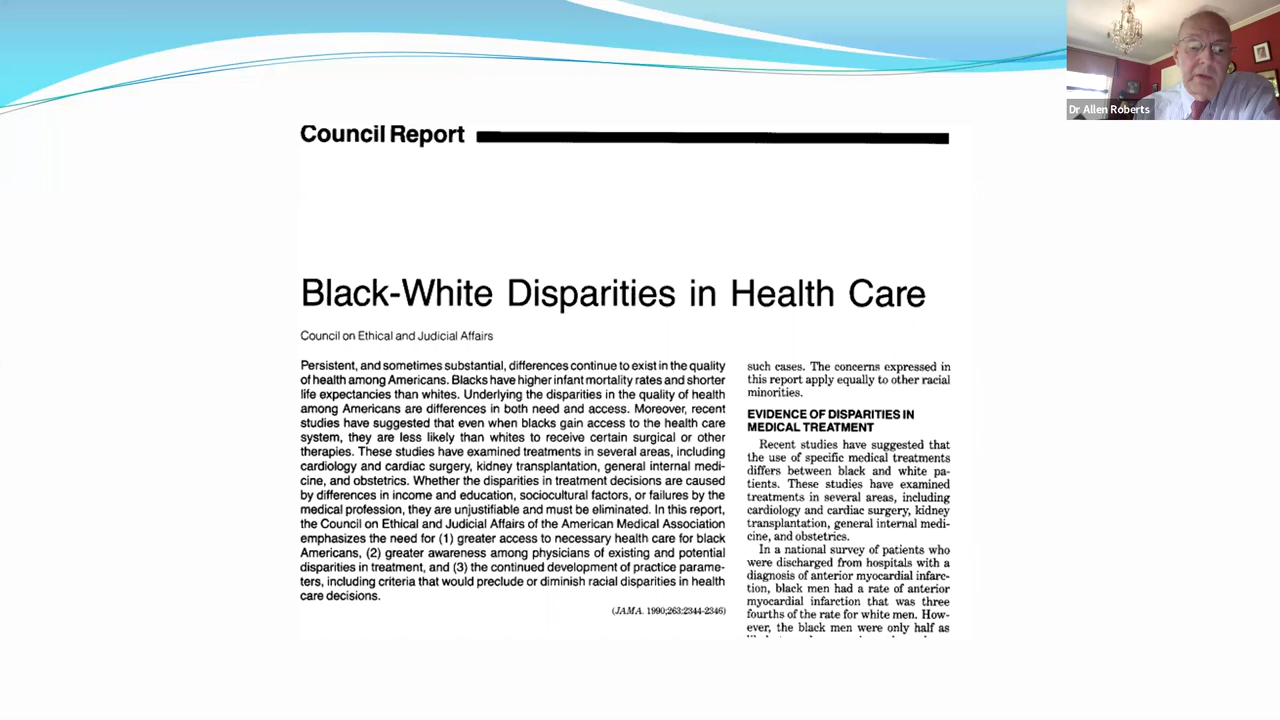 Dr Allen Roberts
Council Report
Black-White Disparities in Health Care
Council on Ethical and Judicial Affairs
Persistent, and sometimes substantial, differences continue to exist in the quality
of health among Americans. Blacks have higher infant mortality rates and shorter
life expectancies than whites. Underlying the disparities in the quality of health
among Americans are differences in both need and access. Moreover, recent
studies have suggested that even when blacks gain access to the health care
system, they are less likely than whites to receive certain surgical or other
therapies. These studies have examined treatments in several areas, including
cardiology and cardiac surgery, kidney transplantation, general internal medi-
cine, and obstetrics. Whether the disparities in treatment decisions are caused
by differences in income and education, sociocultural factors, or failures by the
medical profession, they are unjustifiable and must be eliminated. In this report,
the Council on Ethical and Judicial Affairs of the American Medical Association
emphasizes the need for (1) greater access to necessary health care for black
Americans, (2) greater awareness among physicians of existing and potential
disparities in treatment, and (3) the continued development of practice parame-
ters, including criteria that would preclude or diminish racial disparities in health
care decisions.
(JAMA. 1990;263:2344-2346)
such cases. The concerns expressed in
this report apply equally to other racial
minorities.
EVIDENCE OF DISPARITIES IN
MEDICAL TREATMENT
Recent studies have suggested that
the use of specific medical treatments
differs between black and white pa-
tients. These studies have examined
treatments in several areas, including
cardiology and cardiac surgery, kidney
transplantation, general internal medi-
cine, and obstetrics.
In a national survey of patients who
were discharged from hospitals with a
diagnosis of anterior myocardial infarc-
tion, black men had a rate of anterior
myocardial infarction that was three
fourths of the rate for white men. How-
ever, the black men were only half as